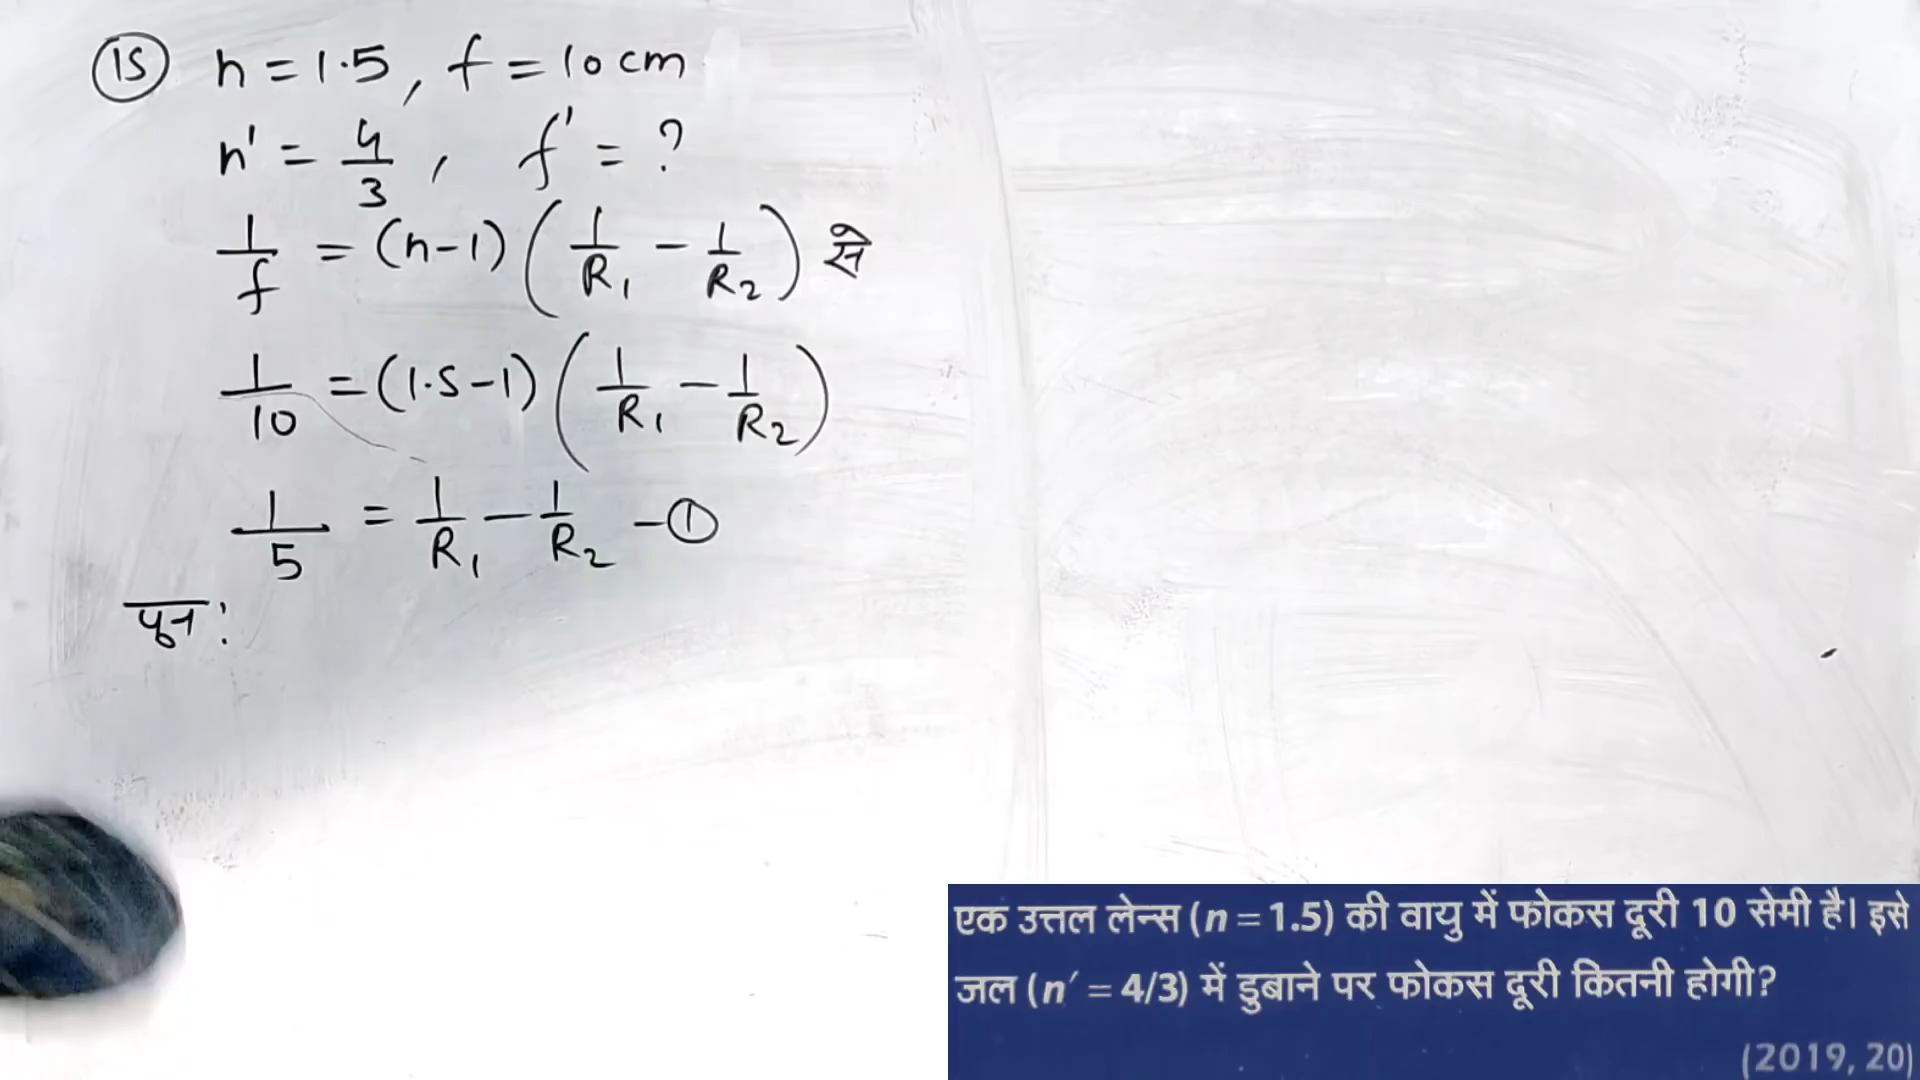 (15) n = 1.5, f = 10 cm
n' = 4/3, f' = ?
1/f = (n-1) (1/R₁ - 1/R₂) से
1/10 = (1.5-1) (1/R₁ - 1/R₂)
1/5 = 1/R₁ - 1/R₂ - ①
पुन:
एक उत्तल लेन्स (n = 1.5) की वायु में फोकस दूरी 10 सेमी है। इसे
जल (n′ = 4/3) में डुबाने पर फोकस दूरी कितनी होगी?
(2019, 20)